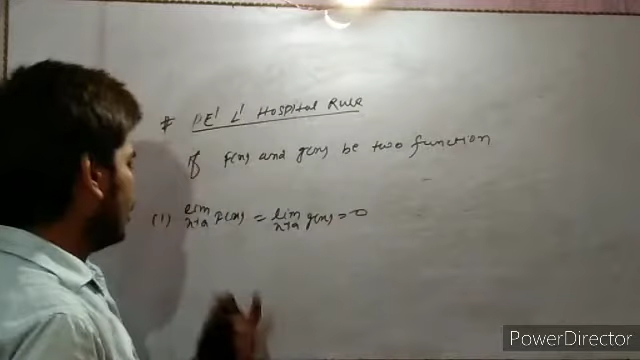 # DE' L' Hospital Rule
if f(x) and g(x) be two function
(1) lim x→a f(x) = lim x→a g(x) = 0
PowerDirector